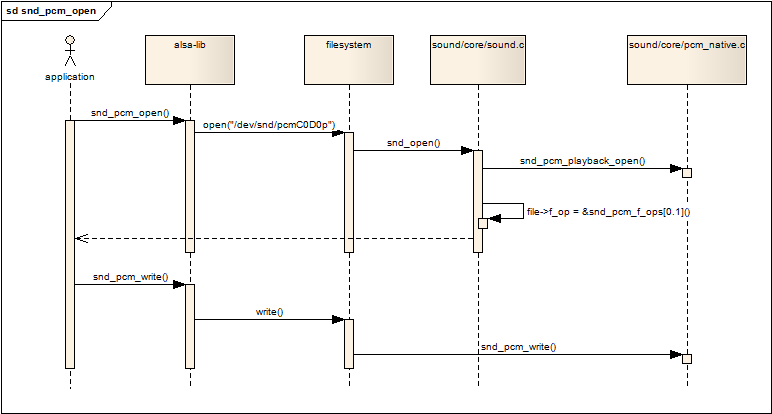 sd snd_pcm_open
application
alsa-lib
filesystem
sound/core/sound.c
sound/core/pcm_native.c
snd_pcm_open()
open("/dev/snd/pcmC0D0p")
snd_open()
snd_pcm_playback_open()
file->f_op = &snd_pcm_f_ops[0.1]()
snd_pcm_write()
write()
snd_pcm_write()